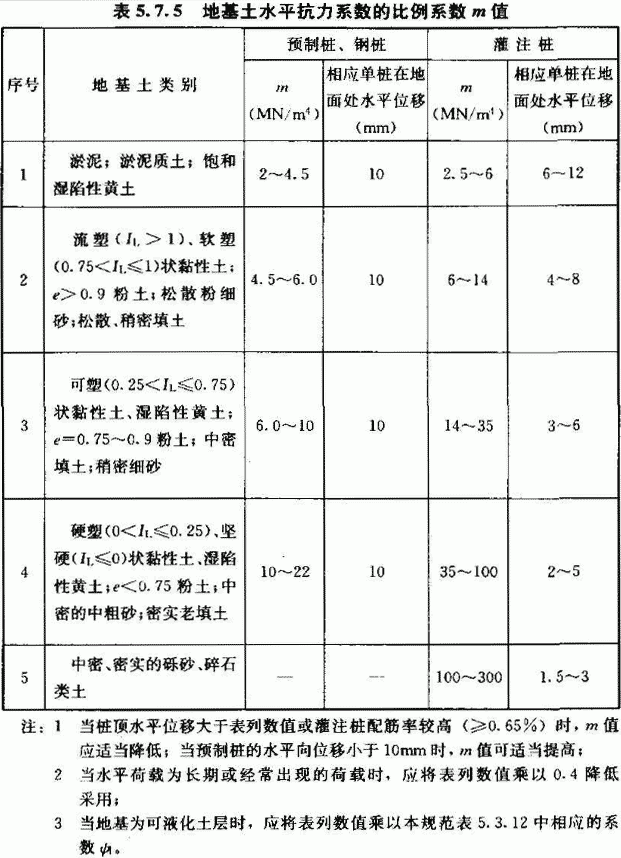 表 5.7.5 地基土水平抗力系数的比例系数 m 值
序号
地基土类别
预制桩、钢桩
灌注桩
m
(MN/m⁴)
相应单桩在地
面处水平位移
(mm)
m
(MN/m⁴)
相应单桩在地
面处水平位移
(mm)
1
淤泥；淤泥质土；饱和
湿陷性黄土
2～4.5
10
2.5～6
6～12
2
流塑（I_L＞1）、软塑
(0.75<I_L≤1)状黏性土；
e>0.9 粉土；松散粉细
砂；松散、稍密填土
4.5～6.0
10
6～14
4～8
3
可塑(0.25<I_L≤0.75)
状黏性土、湿陷性黄土；
e=0.75～0.9 粉土；中密
填土；稍密细砂
6.0～10
10
14～35
3～6
4
硬塑(0<I_L≤0.25)、坚
硬(I_L≤0)状黏性土、湿陷
性黄土；e<0.75 粉土；中
密的中粗砂；密实老填土
10～22
10
35～100
2～5
5
中密、密实的砾砂、碎石
类土
—
—
100～300
1.5～3
注：1 当桩顶水平位移大于表列数值或灌注桩配筋率较高（≥0.65%）时，m 值
应适当降低；当预制桩的水平向位移小于 10mm 时，m 值可适当提高；
2 当水平荷载为长期或经常出现的荷载时，应将表列数值乘以 0.4 降低
采用；
3 当地基为可液化土层时，应将表列数值乘以本规范表 5.3.12 中相应的系
数 ψ_l。